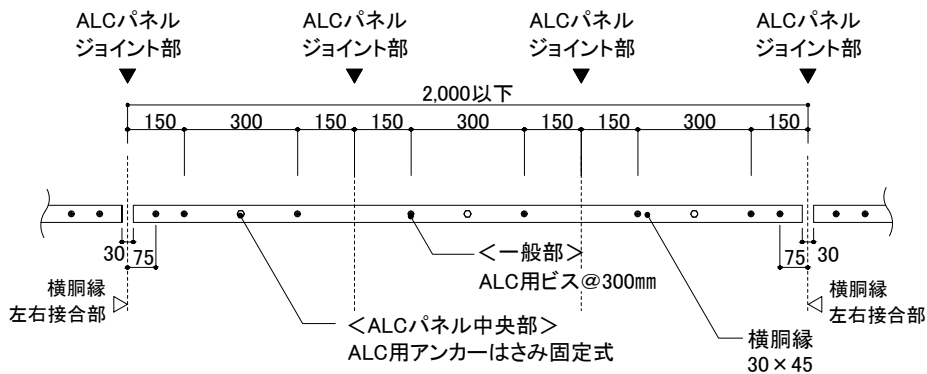 ALCパネル
ジョイント部
ALCパネル
ジョイント部
ALCパネル
ジョイント部
ALCパネル
ジョイント部
2,000以下
150
300
150
150
300
150
150
300
150
30
75
75
30
＜一般部＞
ALC用ビス@300mm
横胴縁
左右接合部
横胴縁
左右接合部
＜ALCパネル中央部＞
ALC用アンカーはさみ固定式
横胴縁
30×45